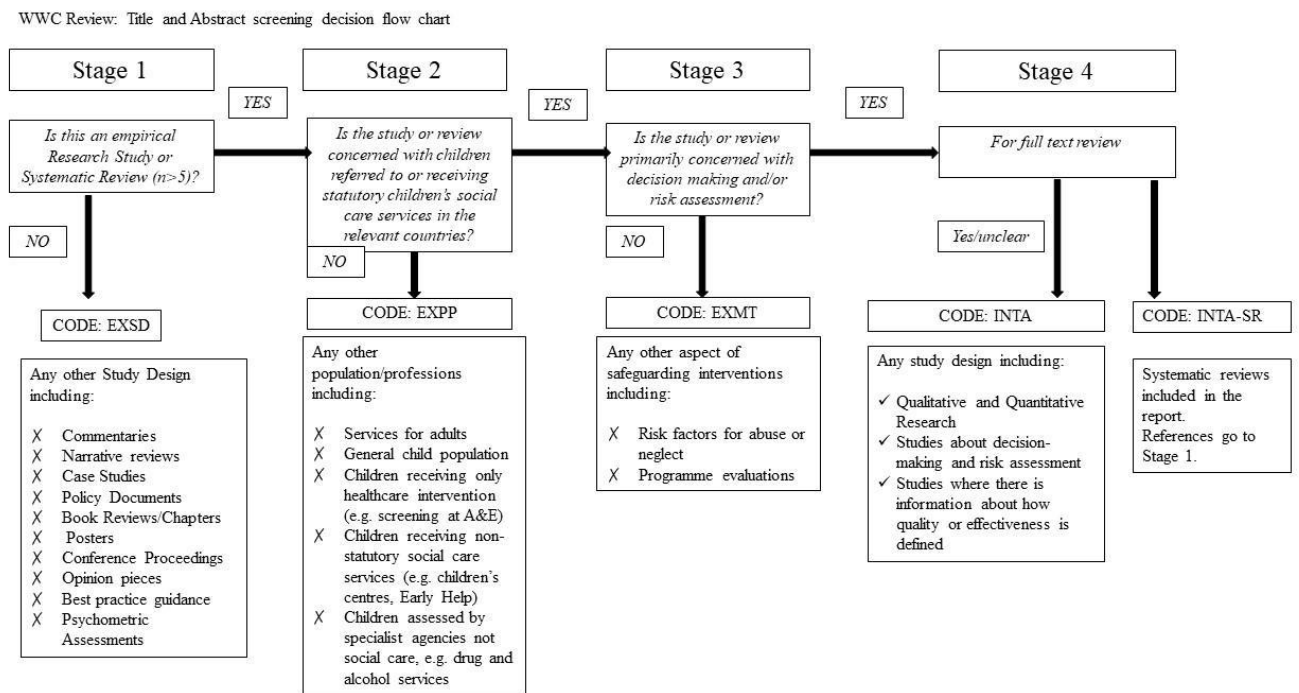 WWC Review: Title and Abstract screening decision flow chart
Stage 1
Stage 2
Stage 3
Stage 4
YES
YES
YES
Is this an empirical
Research Study or
Systematic Review (n>5)?
Is the study or review
concerned with children
referred to or receiving
statutory children's social
care services in the
relevant countries?
Is the study or review
primarily concerned with
decision making and/or
risk assessment?
For full text review
NO
NO
NO
Yes/unclear
CODE: EXSD
CODE: EXPP
CODE: EXMT
CODE: INTA
CODE: INTA-SR
Any other Study Design
including:
✗ Commentaries
✗ Narrative reviews
✗ Case Studies
✗ Policy Documents
✗ Book Reviews/Chapters
✗ Posters
✗ Conference Proceedings
✗ Opinion pieces
✗ Best practice guidance
✗ Psychometric
Assessments
Any other
population/professions
including:
✗ Services for adults
✗ General child population
✗ Children receiving only
healthcare intervention
(e.g. screening at A&E)
✗ Children receiving non-
statutory social care
services (e.g. children's
centres, Early Help)
✗ Children assessed by
specialist agencies not
social care, e.g. drug and
alcohol services
Any other aspect of
safeguarding interventions
including:
✗ Risk factors for abuse or
neglect
✗ Programme evaluations
Any study design including:
✓ Qualitative and Quantitative
Research
✓ Studies about decision-
making and risk assessment
✓ Studies where there is
information about how
quality or effectiveness is
defined
Systematic reviews
included in the
report.
References go to
Stage 1.